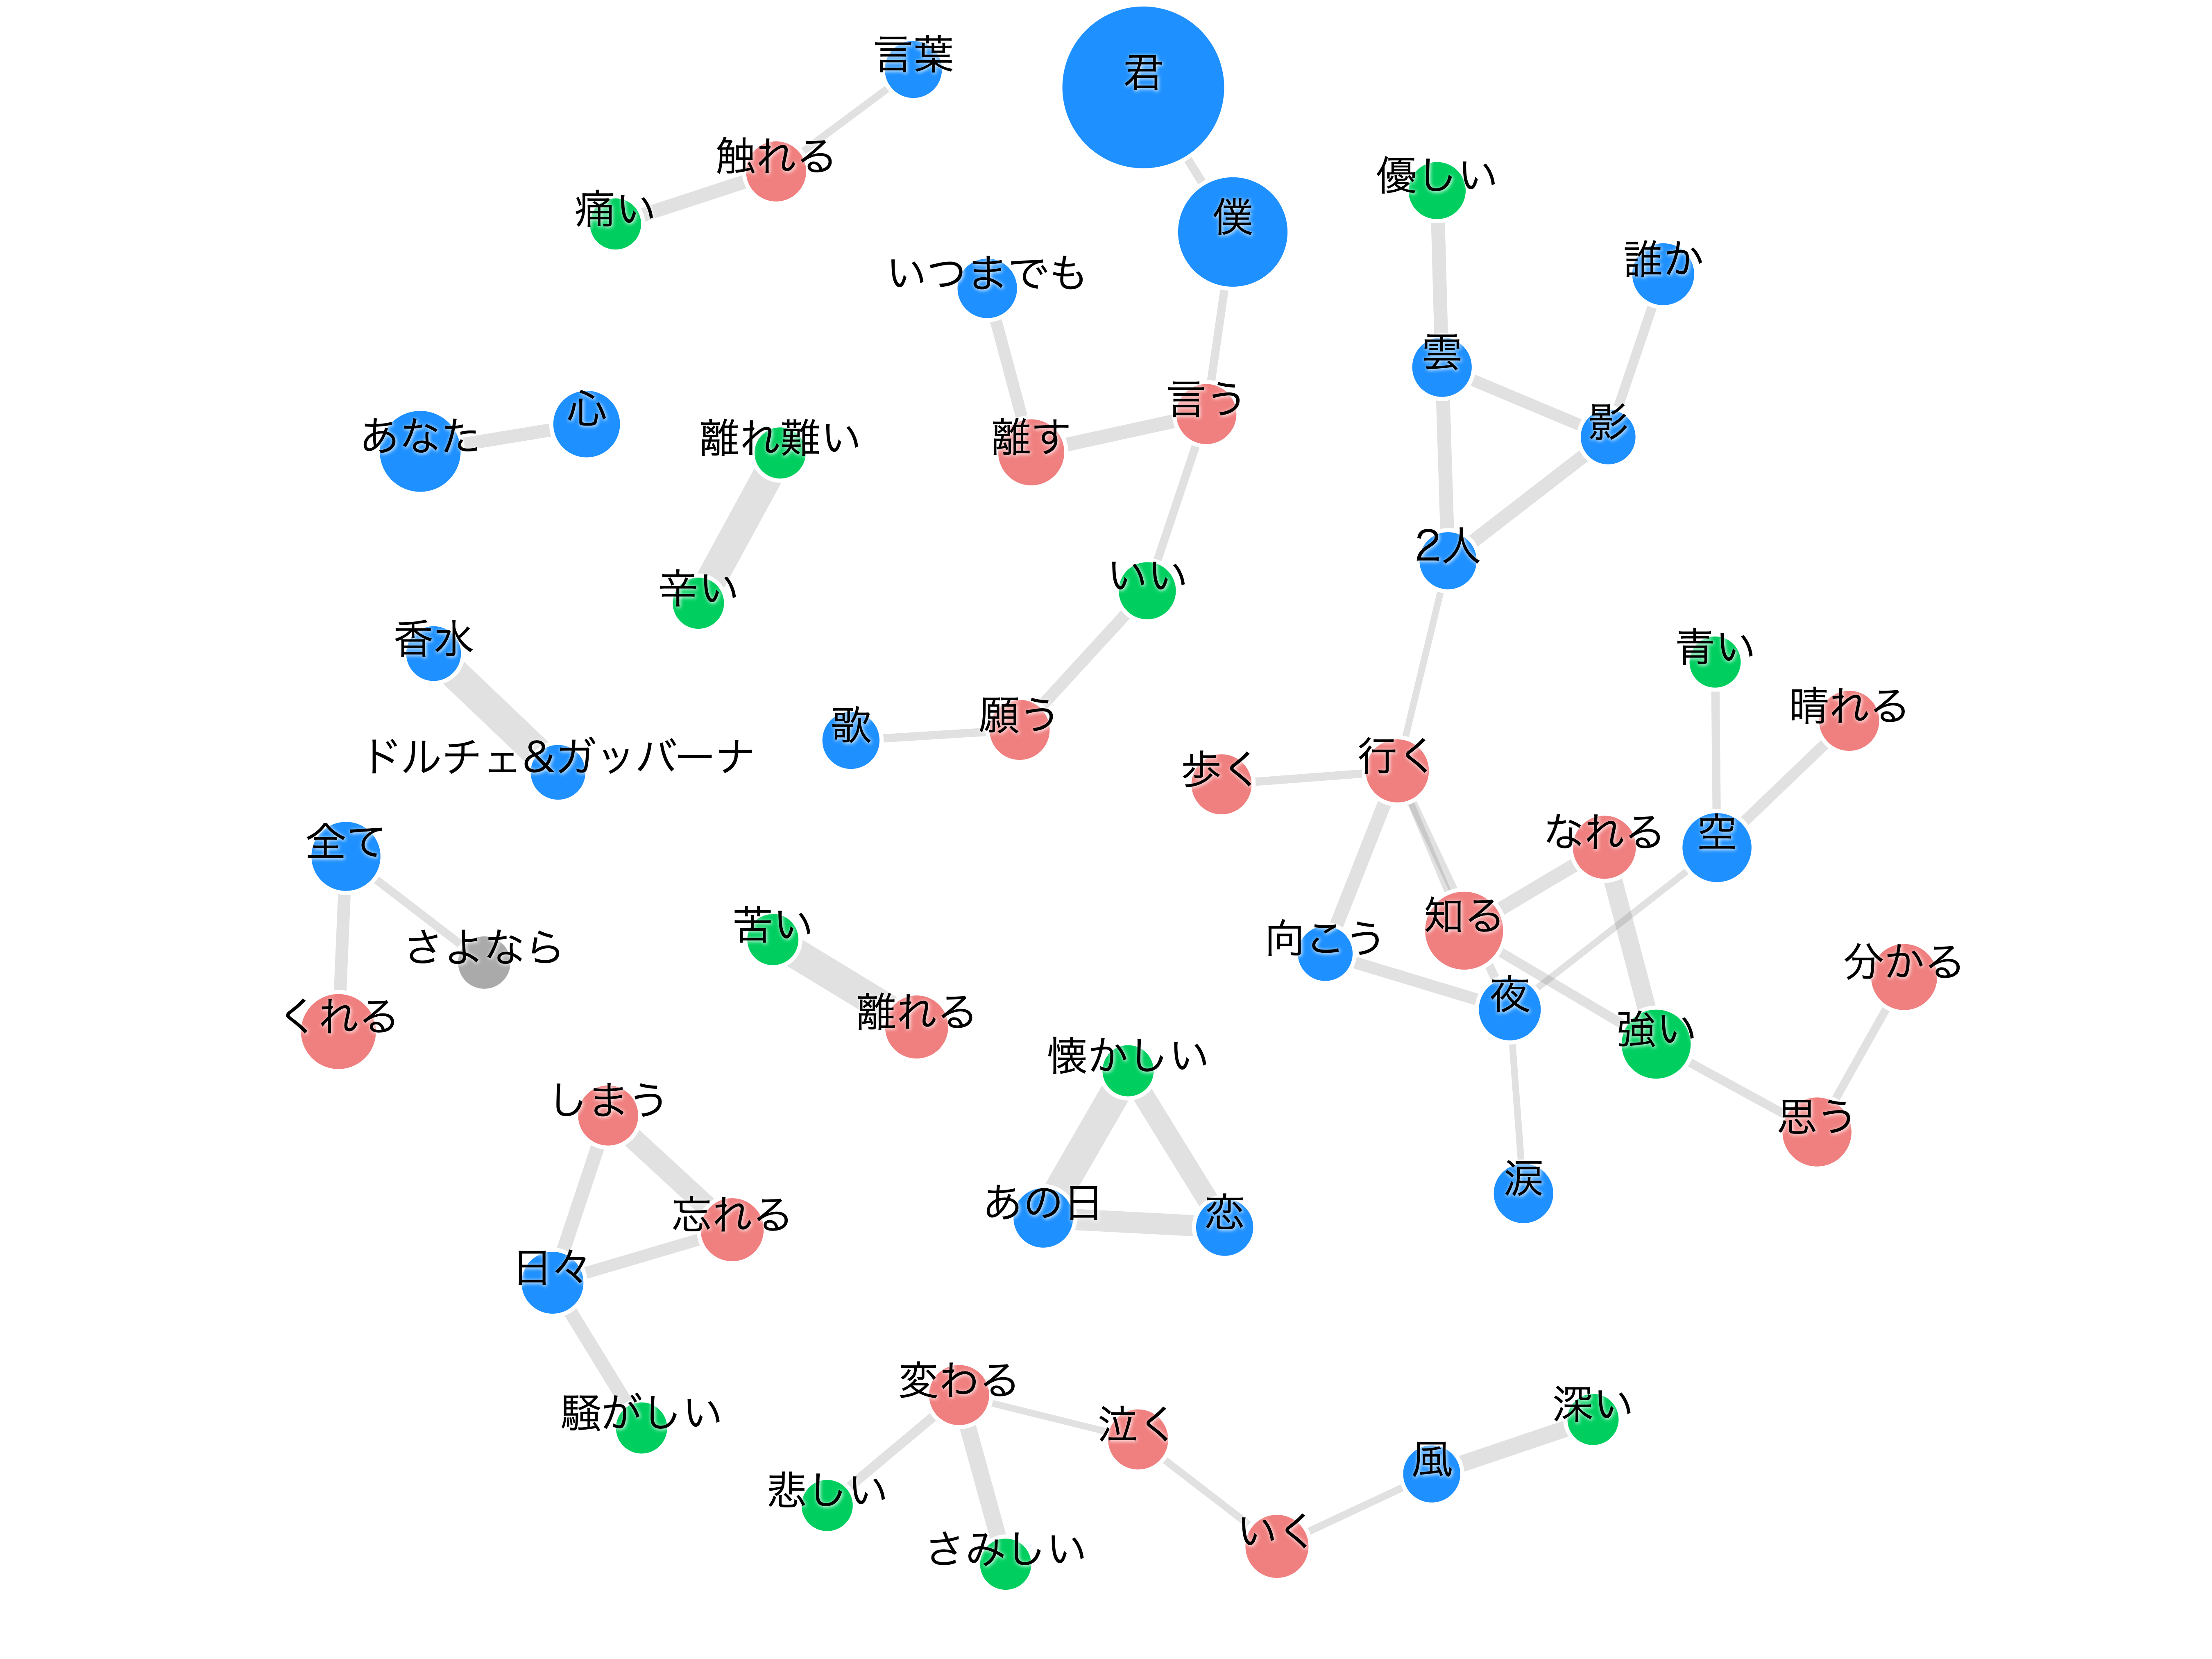 言葉
君
触れる
優しい
痛い
僕
誰か
いつまでも
雲
言う
心
影
あなた
離れ難い
離す
2人
いい
辛い
香水
青い
晴れる
歌
願う
ドルチェ&ガッバーナ
行く
歩く
なれる
空
全て
知る
苦い
向こう
さよなら
分かる
夜
離れる
くれる
強い
懐かしい
しまう
思う
涙
あの日
恋
忘れる
日々
変わる
深い
騒がしい
泣く
風
悲しい
いく
さみしい